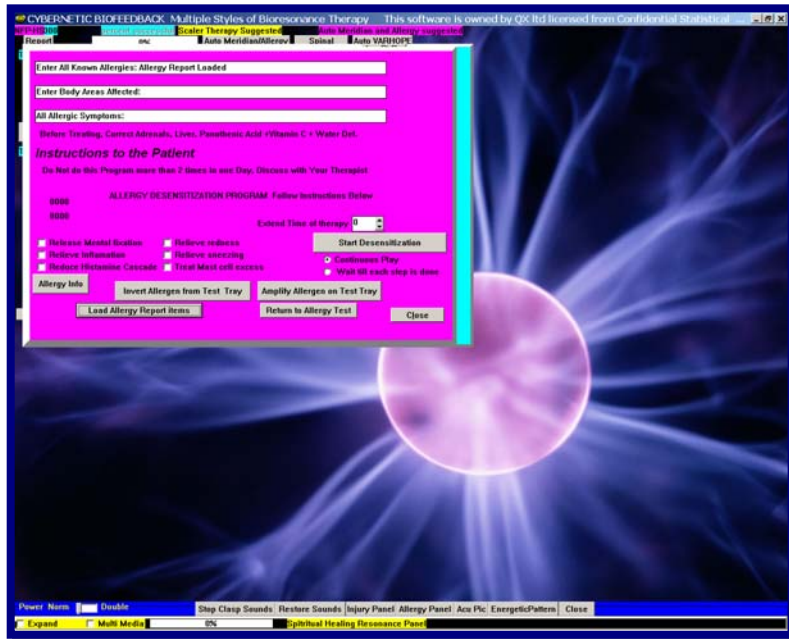 CYBERNETIC BIOFEEDBACK Multiple Styles of Bioresonance Therapy This software is owned by QX ltd licensed from Confidential Statistical ...
Scaler Therapy Suggested Auto Meridian and Allergy suggested
Report 0% Auto Meridian/Allergy Spinal Auto VARHOPE
Enter All Known Allergies: Allergy Report Loaded
Enter Body Areas Affected:
All Allergic Symptoms:
Before Treating, Correct Adrenals, Liver, Panothenic Acid +Vitamin C + Water Def.
Instructions to the Patient
Do Not do this Program more than 2 times in one Day, Discuss with Your Therapist
ALLERGY DESENSITIZATION PROGRAM Follow Instructions Below
0000
0000
Extend Time of therapy 0
Release Mental fixation Relieve redness Start Desensitization
Relieve Inflamation Relieve sneezing Continuous Play
Reduce Histamine Cascade Treat Mast cell excess Wait till each step is done
Allergy Info Invert Allergen from Test Tray Amplify Allergen on Test Tray
Load Allergy Report items Return to Allergy Test Close
Power Norm Double Stop Clasp Sounds Restore Sounds Injury Panel Allergy Panel Acu Pic EnergeticPattern Close
Expand Multi Media 0% Spitritual Healing Resonance Panel